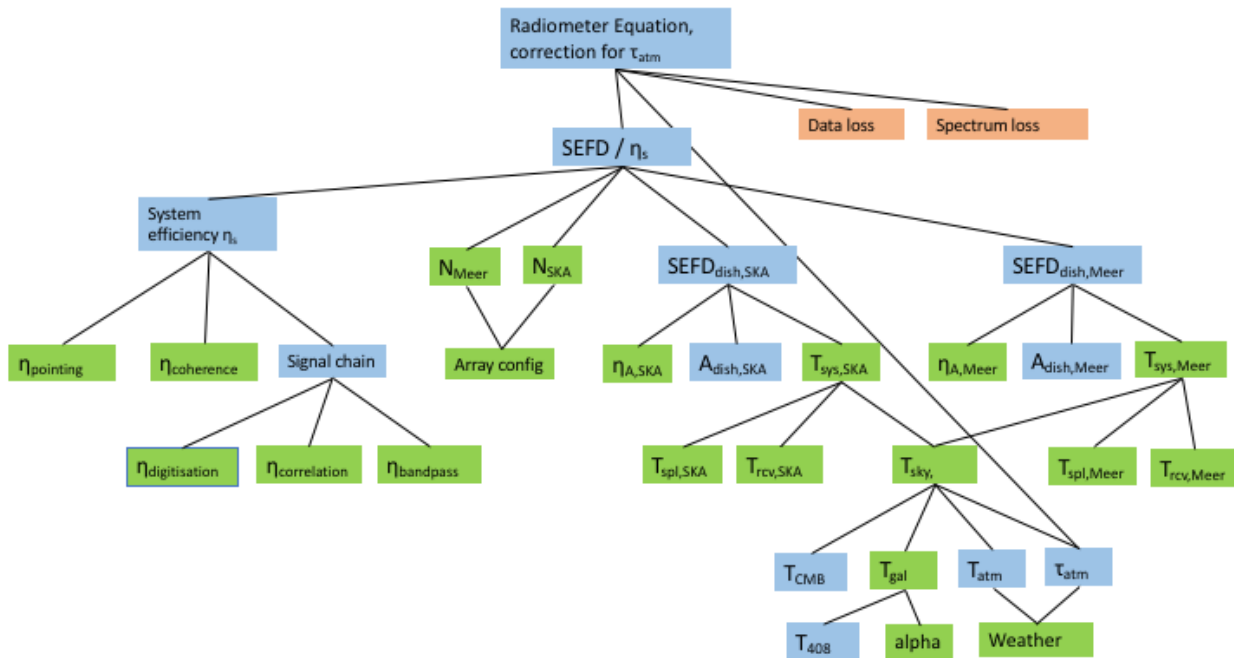 Radiometer Equation,
correction for τatm
Data loss
Spectrum loss
SEFD / ηs
System
efficiency ηs
NMeer
NSKA
SEFDdish,SKA
SEFDdish,Meer
ηpointing
ηcoherence
Signal chain
Array config
ηA,SKA
Adish,SKA
Tsys,SKA
ηA,Meer
Adish,Meer
Tsys,Meer
ηdigitisation
ηcorrelation
ηbandpass
Tspl,SKA
Trcv,SKA
Tsky,
Tspl,Meer
Trcv,Meer
TCMB
Tgal
Tatm
τatm
T408
alpha
Weather